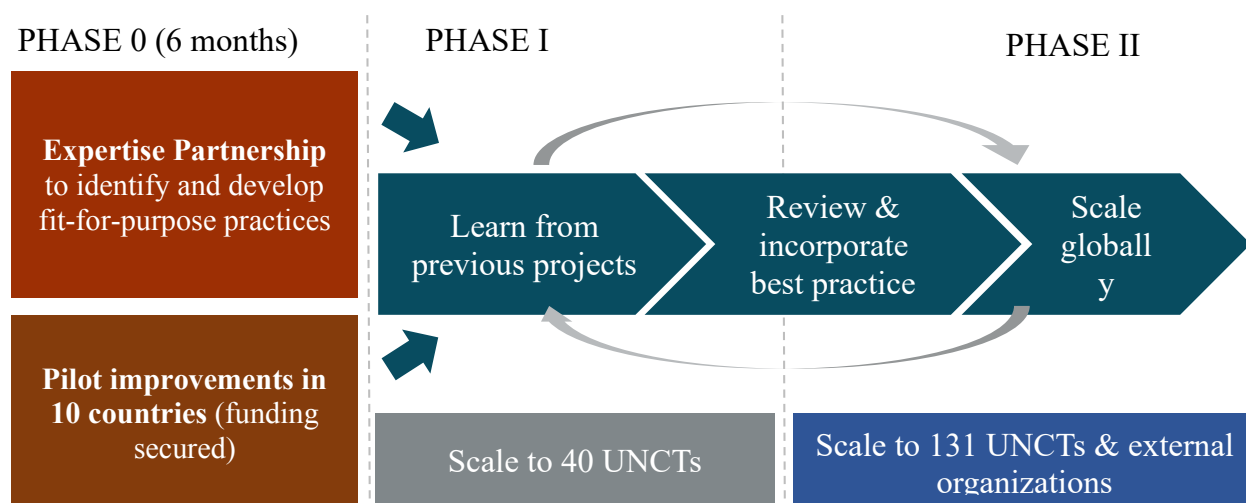 PHASE 0 (6 months)
PHASE I
PHASE II
Expertise Partnership
to identify and develop
fit-for-purpose practices
Pilot improvements in
10 countries (funding
secured)
Learn from
previous projects
Review &
incorporate
best practice
Scale
globall
y
Scale to 40 UNCTs
Scale to 131 UNCTs & external
organizations